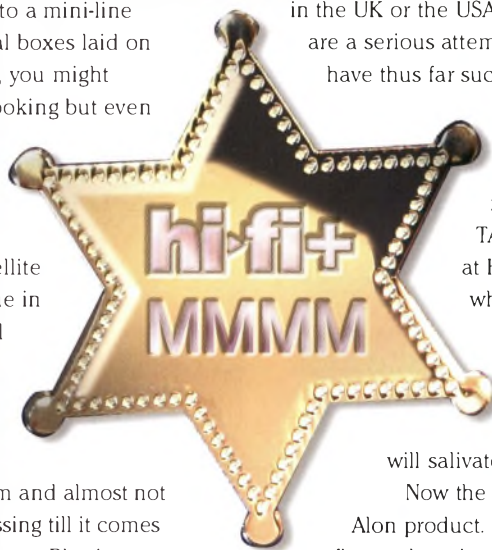 to a mini-line
al boxes laid on
, you might
ooking but even
ellite
le in
d
m and almost not
ssing till it comes
in the UK or the USA
are a serious attem
have thus far suc
TA
at h
wh
will salivate
Now the
Alon product.
hi-fi+
MMMM